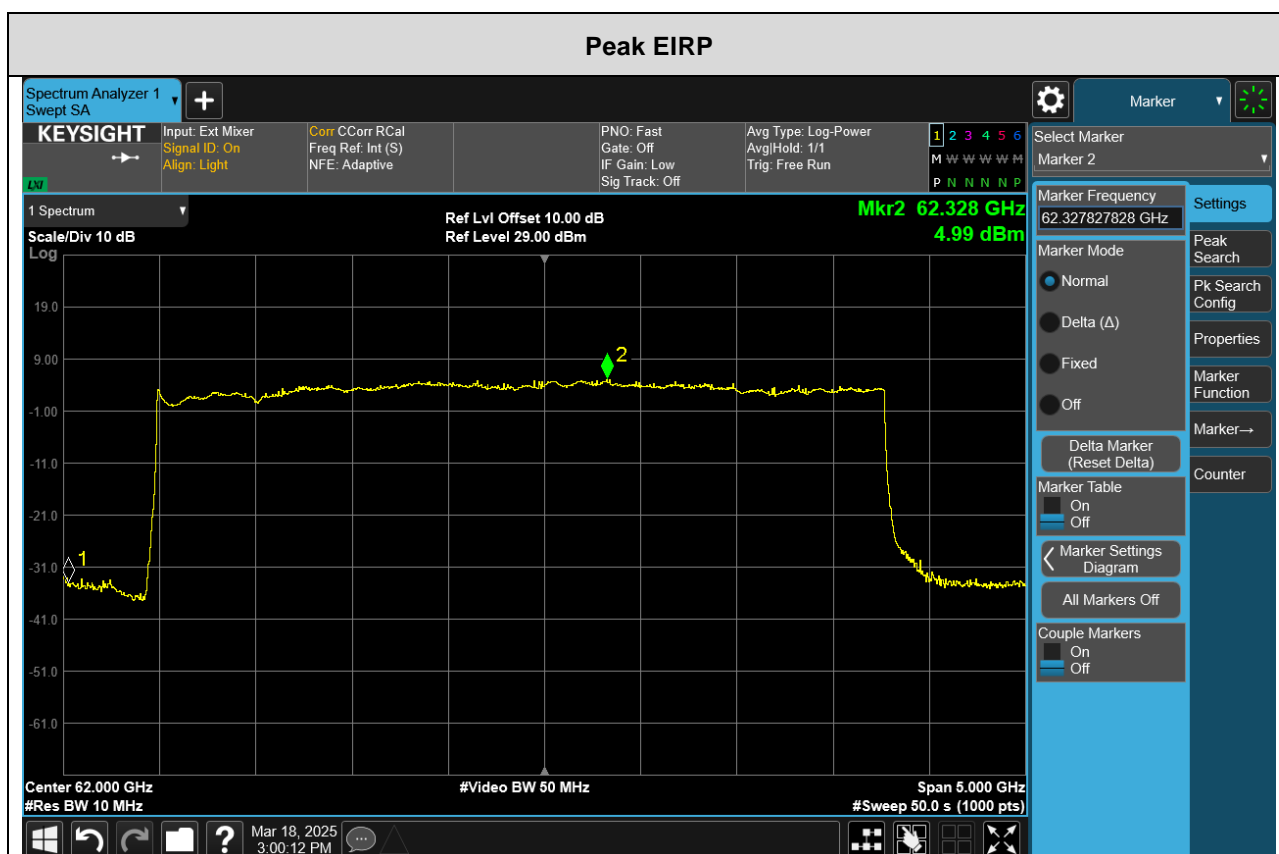 Peak EIRP
Spectrum Analyzer 1
Swept SA
+
Marker
KEYSIGHT
LXI
Input: Ext Mixer
Signal ID: On
Align: Light
Corr CCorr RCal
Freq Ref: Int (S)
NFE: Adaptive
PNO: Fast
Gate: Off
IF Gain: Low
Sig Track: Off
Avg Type: Log-Power
Avg|Hold: 1/1
Trig: Free Run
1 2 3 4 5 6
M W W W W M
P N N N N P
Select Marker
Marker 2
1 Spectrum
Scale/Div 10 dB
Log
Ref Lvl Offset 10.00 dB
Ref Level 29.00 dBm
Mkr2 62.328 GHz
4.99 dBm
19.0
9.00
-1.00
-11.0
-21.0
-31.0
-41.0
-51.0
-61.0
1
2
Center 62.000 GHz
#Res BW 10 MHz
#Video BW 50 MHz
Span 5.000 GHz
#Sweep 50.0 s (1000 pts)
Marker Frequency
62.327827828 GHz
Marker Mode
Normal
Delta (Δ)
Fixed
Off
Delta Marker
(Reset Delta)
Marker Table
On
Off
Marker Settings
Diagram
All Markers Off
Couple Markers
On
Off
Settings
Peak
Search
Pk Search
Config
Properties
Marker
Function
Marker→
Counter
?
Mar 18, 2025
3:00:12 PM